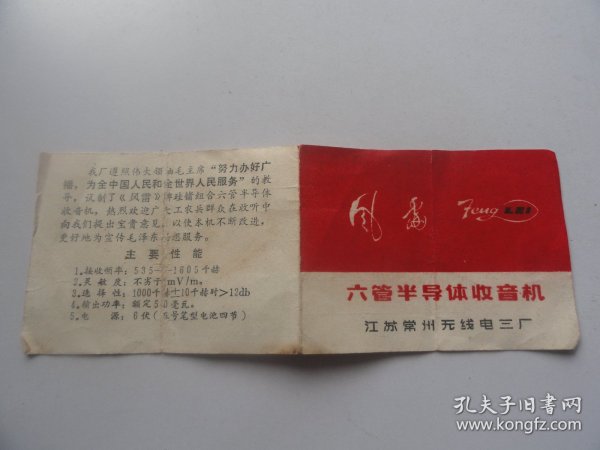 我厂遵照伟大领袖毛主席“努力办好广
播，为全中国人民和全世界人民服务”的教
导，试制了《风雷》牌硅锗组合六管半导体
收音机，热烈欢迎广大工农兵群众在收听中
向我们提出宝贵意见，以使本机不断改进，
更好地为宣传毛泽东思想服务。
主要性能
1.接收频率：535—1605千赫
2.灵敏度：不劣于 mV/m。
3.选择性：1000千赫±10千赫时＞12db
4.输出功率：额定50毫瓦。
5.电源：6伏（五号笔型电池四节）
风雷 Feng LEI
六管半导体收音机
江苏常州无线电三厂
孔夫子旧书网
www.kongfz.com